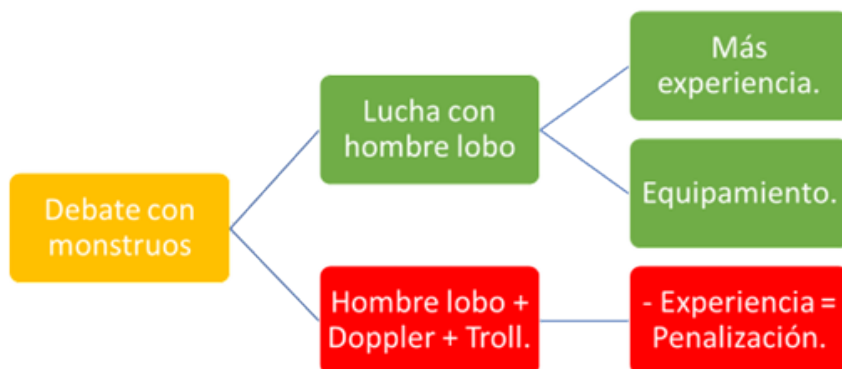 Debate con
monstruos
Lucha con
hombre lobo
Más
experiencia.
Equipamiento.
Hombre lobo +
Doppler + Troll.
- Experiencia =
Penalización.